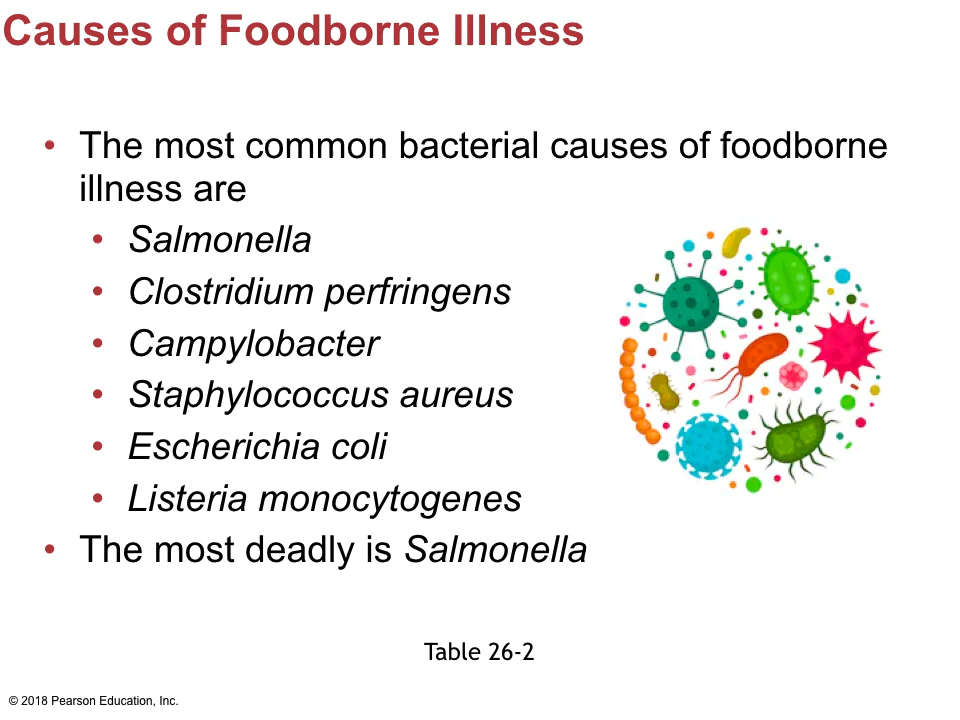 Causes of Foodborne Illness
• The most common bacterial causes of foodborne
illness are
• Salmonella
• Clostridium perfringens
• Campylobacter
• Staphylococcus aureus
• Escherichia coli
• Listeria monocytogenes
• The most deadly is Salmonella
Table 26-2
© 2018 Pearson Education, Inc.